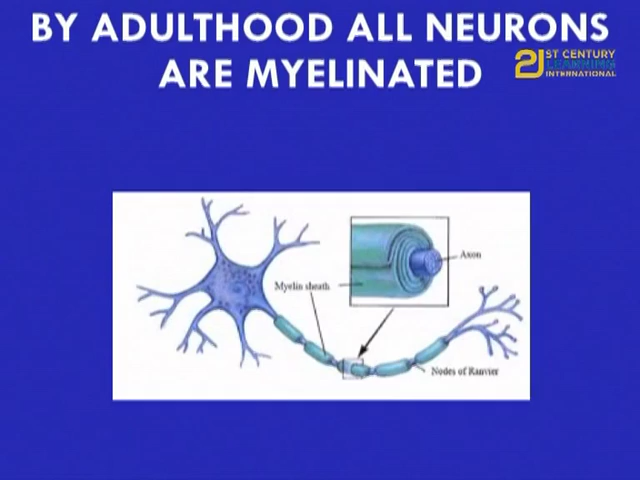 BY ADULTHOOD ALL NEURONS
ARE MYELINATED
21 ST CENTURY
LEARNING
INTERNATIONAL
Axon
Myelin sheath
Nodes of Ranvier